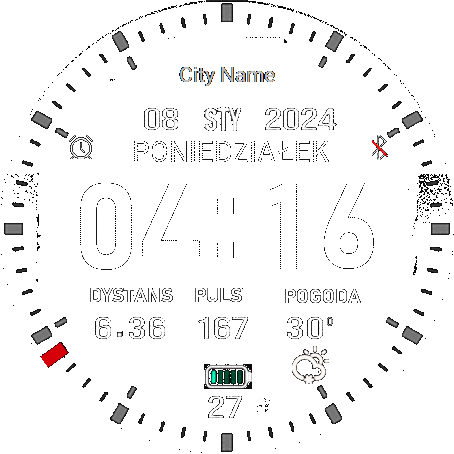 City Name
08 STY 2024
PONIEDZIAŁEK
04:16
DYSTANS PULS POGODA
6.36 167 30°
27